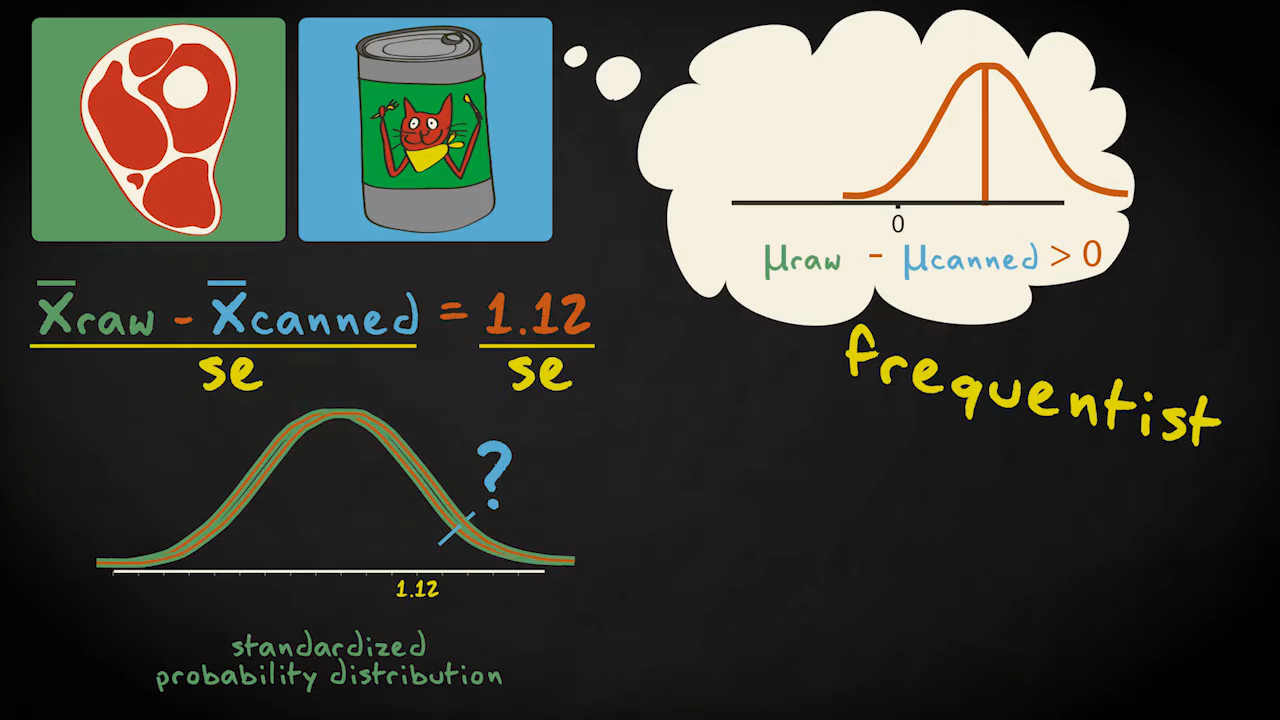 0
μraw - μcanned > 0
x̄raw - x̄canned = 1.12
se se
frequentist
?
1.12
standardized
probability distribution